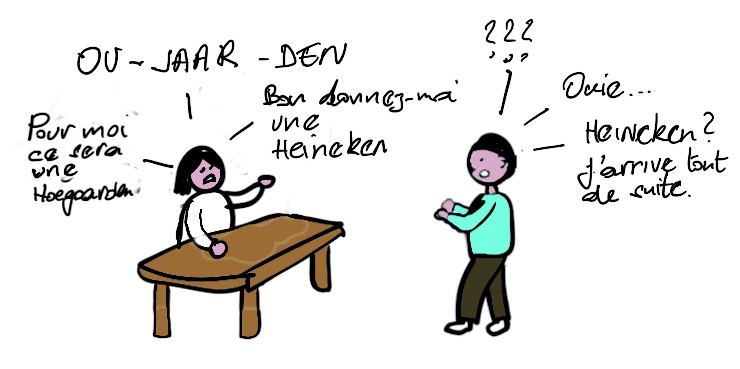 Pour moi
ce sera
une
Hoegaarden.
???
OU-JAAR-DEN
Ouie...
Bon donnez-moi
une
Heineken
Heineken?
J'arrive tout
de suite.